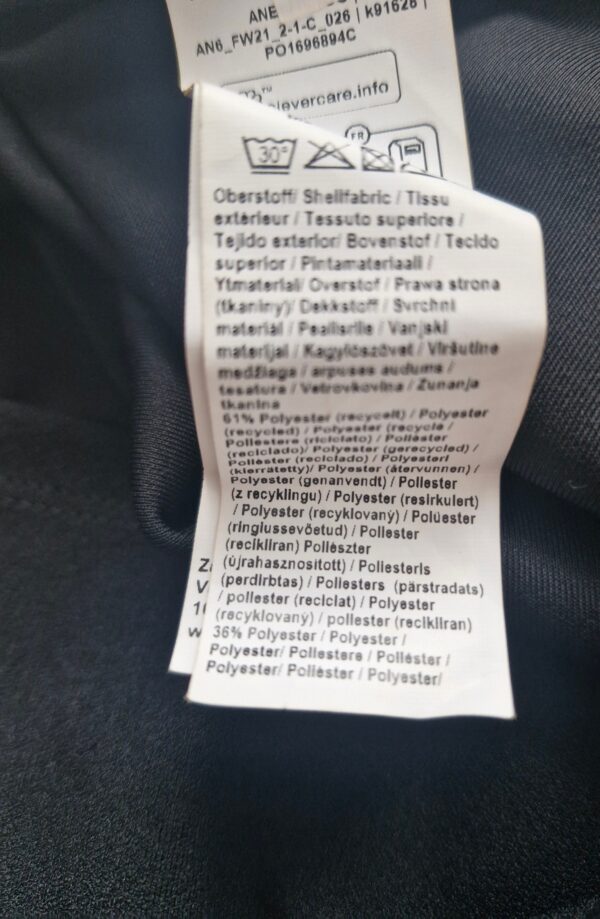 ANE
AN6_FW21_2-1-C_026 | k91628 |
PO1696894C
clevercare.info
30°
FR
Oberstoff/ Shellfabric / Tissu
extérieur / Tessuto superiore /
Tejido exterior/ Bovenstof / Tecido
superior / Pintamateriaali /
Ytmaterial/ Overstof / Prawa strona
(tkaniny)/ Dekkstoff / Svrchní
materiál / Pealisriie / Vanjski
materijal / Kagylószövet / Viršutinė
medžiaga / ārpuses audums /
tesatura / Vetrovkovina / Zunanja
tkanina
61% Polyester (recycelt) / Polyester
(recycled) / Polyester (recycle /
Poliestere (riciclato) / Poliéster
(reciclado)/ Polyester (gerecycled) /
Poliéster (reciclado) / Polyesteri
(kierrätetty)/ Polyester (återvunnen) /
Polyester (genanvendt) / Poliester
(z recyklingu) / Polyester (resirkulert)
/ Polyester (recyklovaný) / Polüester
(ringlussevõetud) / Poliester
(recikliran) Poliészter
(újrahasznosított) / Poliesteris
(perdirbtas) / Poliesters (pārstrādāts)
/ poliester (reciclat) / Polyester
(recyklovaný) / poliester (recikliran)
36% Polyester / Polyester /
Polyester/ Poliestere / Poliéster /
Polyester/ Poliéster / Polyester/